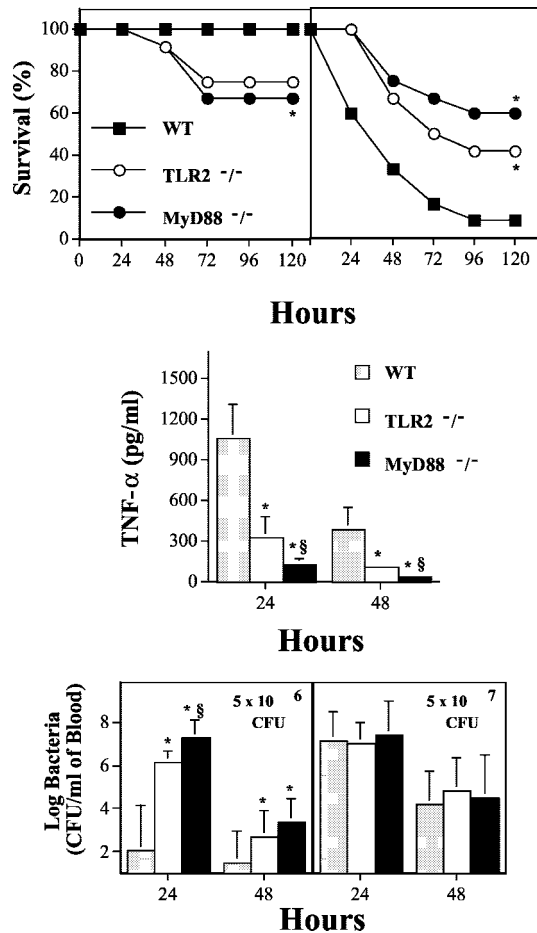 Survival (%)
100
80
60
40
20
0
WT
TLR2 -/-
MyD88 -/-
*
*
*
0 24 48 72 96 120 24 48 72 96 120
Hours
TNF-α (pg/ml)
1500
1200
900
600
300
0
WT
TLR2 -/-
MyD88 -/-
* * § * * §
24 48
Hours
Log Bacteria
(CFU/ml of Blood)
8
6
4
2
5 x 10 6
CFU
5 x 10 7
CFU
* * § * *
24 48 24 48
Hours